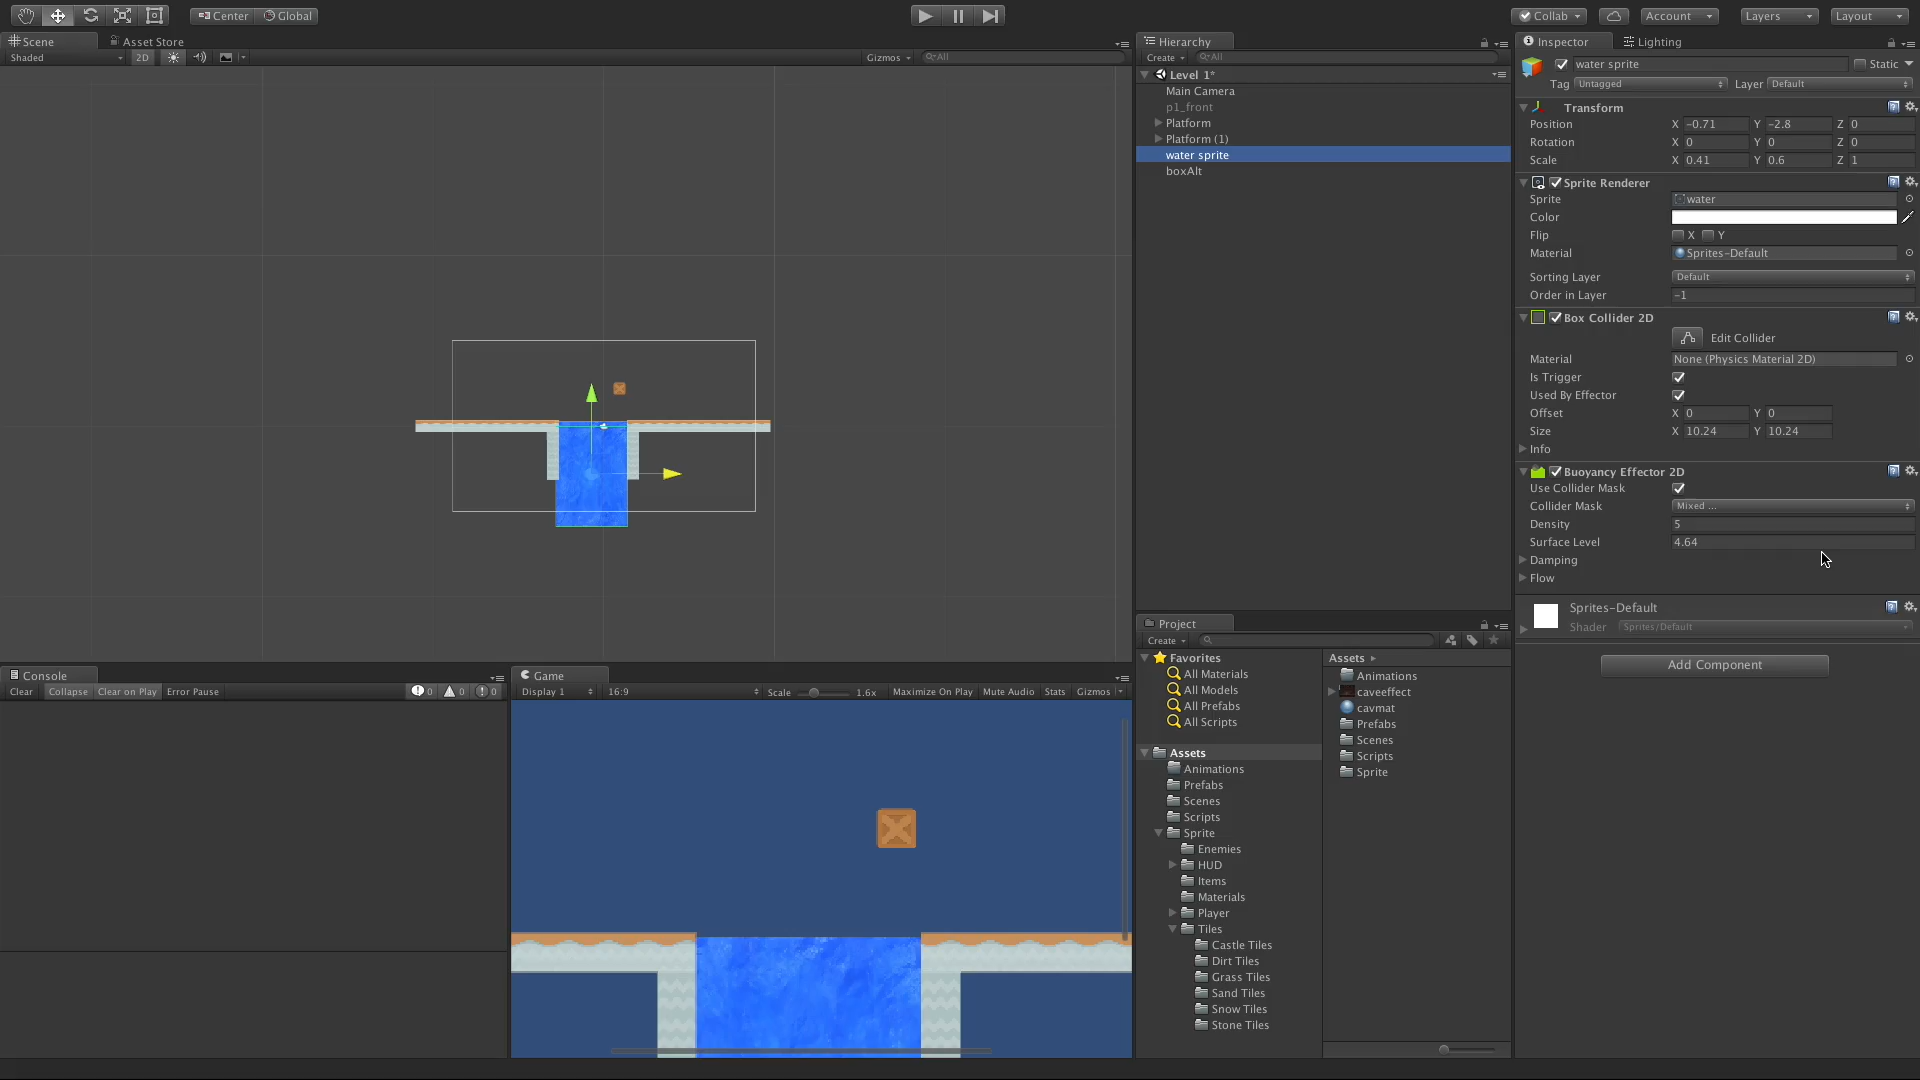 Center
Global
Collab
Account
Layers
Layout
Scene
Asset Store
Shaded
2D
Gizmos
All
Hierarchy
Create
All
Level 1*
Main Camera
p1_front
Platform
Platform (1)
water sprite
boxAlt
Inspector
Lighting
water sprite
Static
Tag Untagged
Layer Default
Transform
Position X -0.71 Y -2.8 Z 0
Rotation X 0 Y 0 Z 0
Scale X 0.41 Y 0.6 Z 1
Sprite Renderer
Sprite water
Color
Flip X Y
Material Sprites-Default
Sorting Layer Default
Order in Layer -1
Box Collider 2D
Edit Collider
Material None (Physics Material 2D)
Is Trigger
Used By Effector
Offset X 0 Y 0
Size X 10.24 Y 10.24
Info
Buoyancy Effector 2D
Use Collider Mask
Collider Mask Mixed ...
Density 5
Surface Level 4.64
Damping
Flow
Sprites-Default
Shader Sprites/Default
Add Component
Console
Clear
Collapse
Clear on Play
Error Pause
0
0
0
Game
Display 1
16:9
Scale
1.6x
Maximize On Play
Mute Audio
Stats
Gizmos
Project
Create
Favorites
All Materials
All Models
All Prefabs
All Scripts
Assets
Animations
Prefabs
Scenes
Scripts
Sprite
Enemies
HUD
Items
Materials
Player
Tiles
Castle Tiles
Dirt Tiles
Grass Tiles
Sand Tiles
Snow Tiles
Stone Tiles
Assets
Animations
caveeffect
cavmat
Prefabs
Scenes
Scripts
Sprite